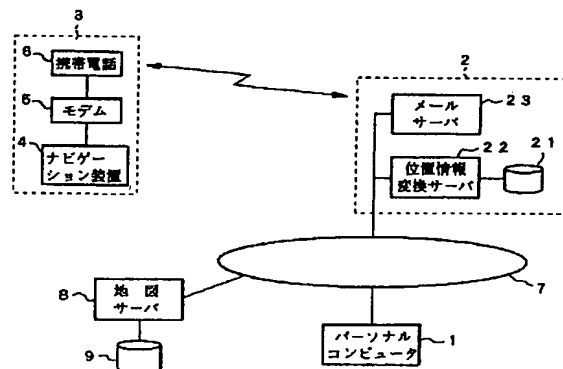 3
6
携帯電話
5
モデム
4
ナビゲー
ション装置
2
メール
サーバ
23
位置情報
変換サーバ
22
21
7
8
地図
サーバ
9
パーソナル
コンピュータ
1